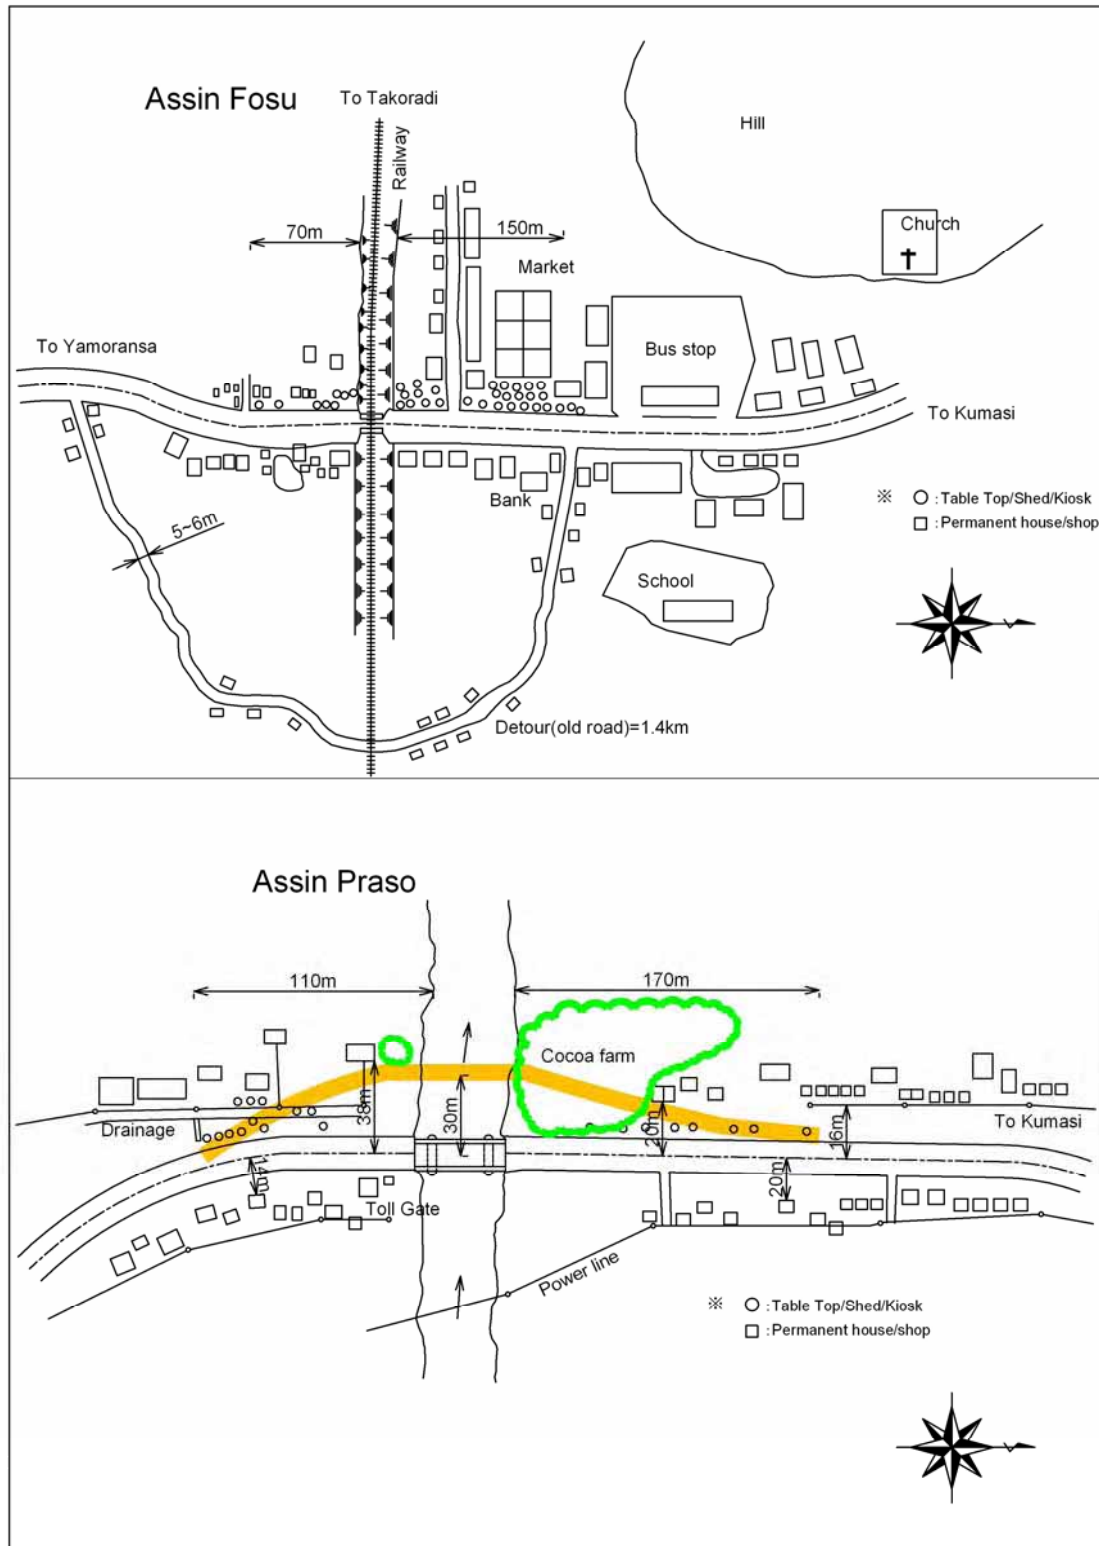 Assin Fosu
To Takoradi
Railway
Hill
Church
70m
150m
Market
To Yamoransa
Bus stop
To Kumasi
Bank
※ : Table Top/Shed/Kiosk
: Permanent house/shop
5~6m
School
Detour(old road)=1.4km
Assin Praso
110m
170m
Cocoa farm
38m
30m
20m
16m
Drainage
To Kumasi
14m
20m
Toll Gate
Power line
※ : Table Top/Shed/Kiosk
: Permanent house/shop